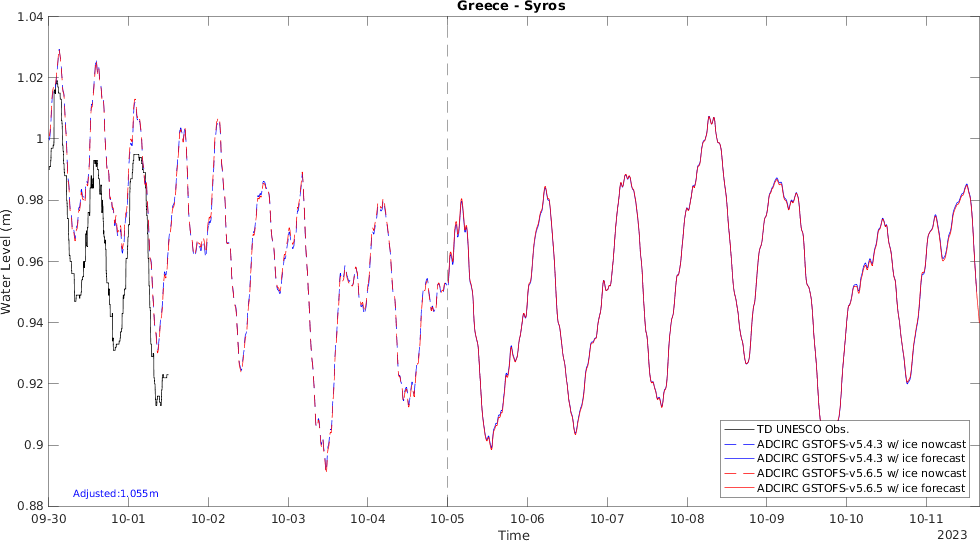 Greece - Syros
1.04
1.02
1
0.98
0.96
0.94
0.92
0.9
0.88
Water Level (m)
TD UNESCO Obs.
ADCIRC GSTOFS-v5.4.3 w/ ice nowcast
ADCIRC GSTOFS-v5.4.3 w/ ice forecast
ADCIRC GSTOFS-v5.6.5 w/ ice nowcast
ADCIRC GSTOFS-v5.6.5 w/ ice forecast
Adjusted:1.055m
09-30 10-01 10-02 10-03 10-04 10-05 10-06 10-07 10-08 10-09 10-10 10-11
Time
2023